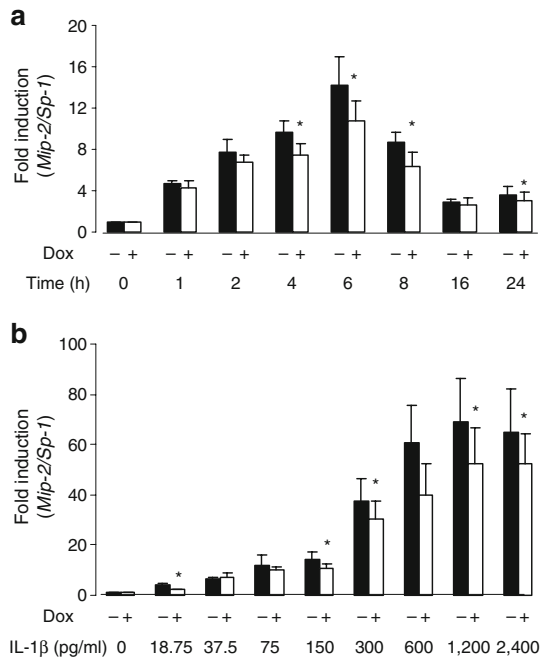 a
Fold induction
(Mip-2/Sp-1)
20
16
12
8
4
0
* * * *
Dox − + − + − + − + − + − + − + − +
Time (h) 0 1 2 4 6 8 16 24
b
Fold induction
(Mip-2/Sp-1)
100
80
60
40
20
0
* * * * *
Dox − + − + − + − + − + − + − + − + − +
IL-1β (pg/ml) 0 18.75 37.5 75 150 300 600 1,200 2,400